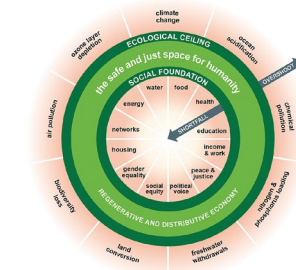 climate
change
ocean
acidification
chemical
pollution
nitrogen &
phosphorus loading
freshwater
withdrawals
land
conversion
biodiversity
loss
air pollution
ozone layer
depletion
ECOLOGICAL CEILING
the safe and just space for humanity
SOCIAL FOUNDATION
OVERSHOOT
SHORTFALL
water
food
health
education
income
& work
peace &
justice
political
voice
social
equity
gender
equality
housing
networks
energy
REGENERATIVE AND DISTRIBUTIVE ECONOMY